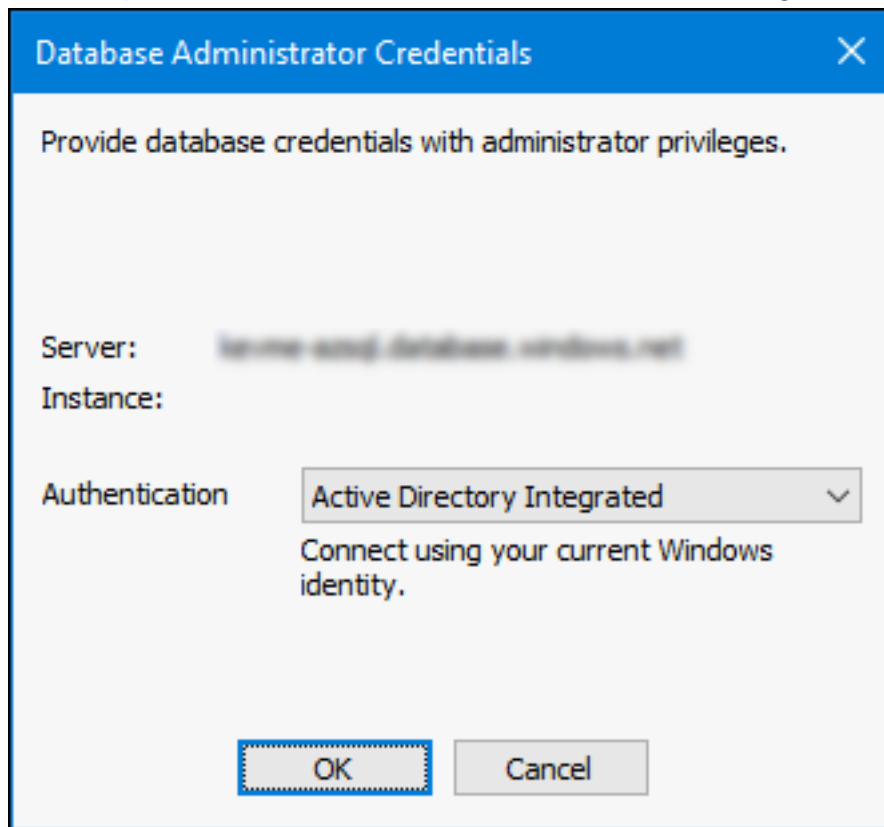 Database Administrator Credentials
Provide database credentials with administrator privileges.
Server:
Instance:
Authentication
Active Directory Integrated
Connect using your current Windows
identity.
OK
Cancel